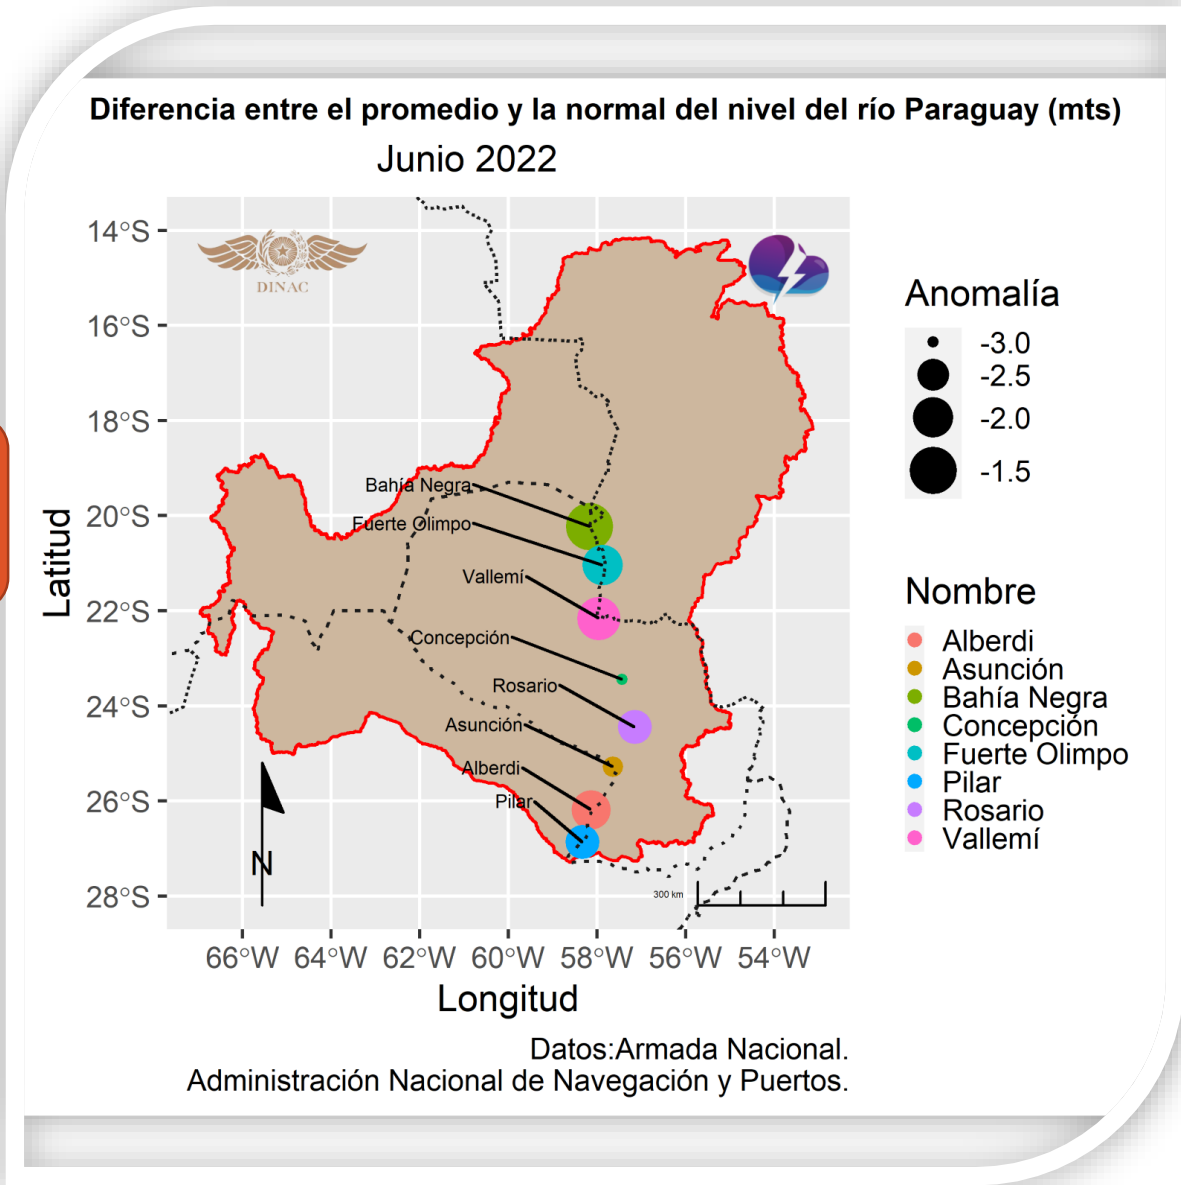 Diferencia entre el promedio y la normal del nivel del río Paraguay (mts)
Junio 2022
14°S
16°S
18°S
20°S
22°S
24°S
26°S
28°S
Latitud
DINAC
Bahía Negra
Fuerte Olimpo
Vallemí
Concepción
Rosario
Asunción
Alberdi
Pilar
N
300 km
66°W 64°W 62°W 60°W 58°W 56°W 54°W
Longitud
Anomalía
-3.0
-2.5
-2.0
-1.5
Nombre
Alberdi
Asunción
Bahía Negra
Concepción
Fuerte Olimpo
Pilar
Rosario
Vallemí
Datos:Armada Nacional.
Administración Nacional de Navegación y Puertos.